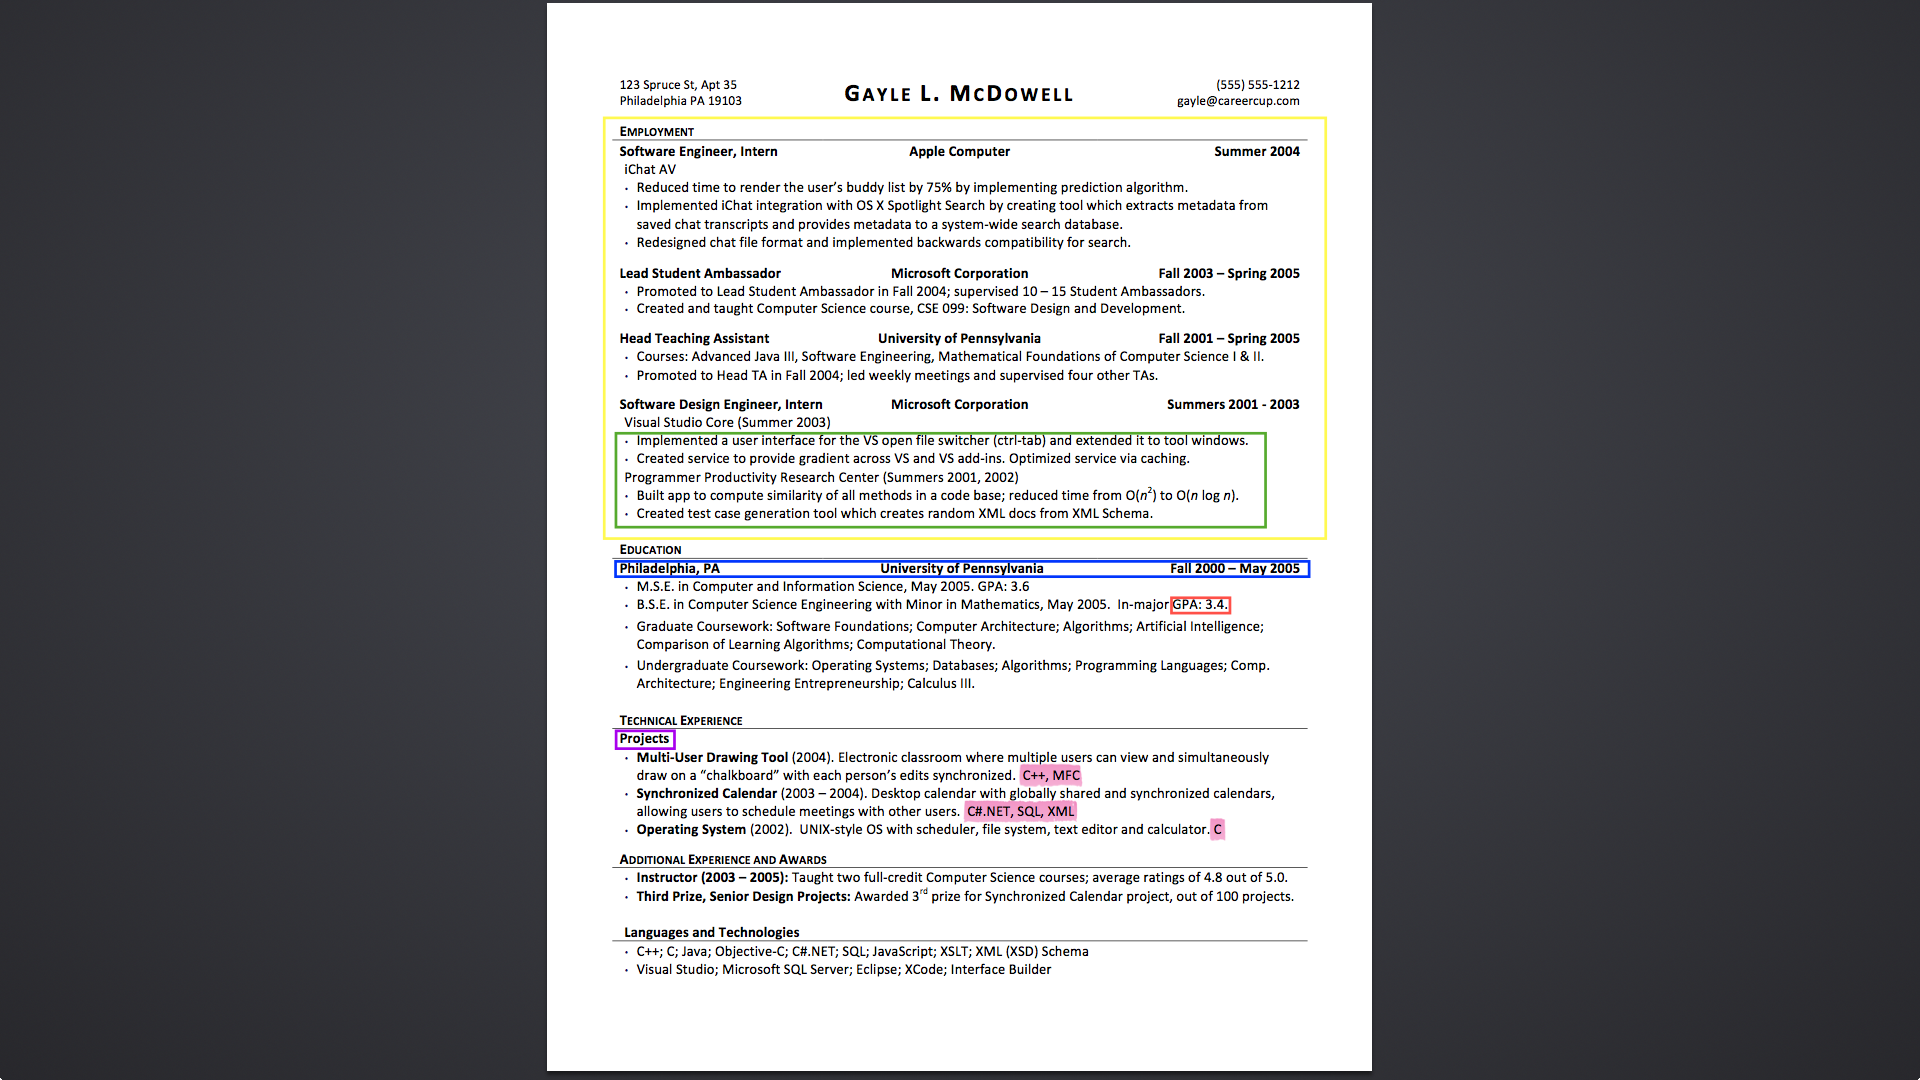 123 Spruce St, Apt 35
Philadelphia PA 19103
GAYLE L. MCDOWELL
(555) 555-1212
gayle@careercup.com
EMPLOYMENT
Software Engineer, Intern Apple Computer Summer 2004
iChat AV
· Reduced time to render the user’s buddy list by 75% by implementing prediction algorithm.
· Implemented iChat integration with OS X Spotlight Search by creating tool which extracts metadata from
saved chat transcripts and provides metadata to a system-wide search database.
· Redesigned chat file format and implemented backwards compatibility for search.
Lead Student Ambassador Microsoft Corporation Fall 2003 – Spring 2005
· Promoted to Lead Student Ambassador in Fall 2004; supervised 10 – 15 Student Ambassadors.
· Created and taught Computer Science course, CSE 099: Software Design and Development.
Head Teaching Assistant University of Pennsylvania Fall 2001 – Spring 2005
· Courses: Advanced Java III, Software Engineering, Mathematical Foundations of Computer Science I & II.
· Promoted to Head TA in Fall 2004; led weekly meetings and supervised four other TAs.
Software Design Engineer, Intern Microsoft Corporation Summers 2001 - 2003
Visual Studio Core (Summer 2003)
· Implemented a user interface for the VS open file switcher (ctrl-tab) and extended it to tool windows.
· Created service to provide gradient across VS and VS add-ins. Optimized service via caching.
Programmer Productivity Research Center (Summers 2001, 2002)
· Built app to compute similarity of all methods in a code base; reduced time from O(n²) to O(n log n).
· Created test case generation tool which creates random XML docs from XML Schema.
EDUCATION
Philadelphia, PA University of Pennsylvania Fall 2000 – May 2005
· M.S.E. in Computer and Information Science, May 2005. GPA: 3.6
· B.S.E. in Computer Science Engineering with Minor in Mathematics, May 2005. In-major GPA: 3.4.
· Graduate Coursework: Software Foundations; Computer Architecture; Algorithms; Artificial Intelligence;
Comparison of Learning Algorithms; Computational Theory.
· Undergraduate Coursework: Operating Systems; Databases; Algorithms; Programming Languages; Comp.
Architecture; Engineering Entrepreneurship; Calculus III.
TECHNICAL EXPERIENCE
Projects
· Multi-User Drawing Tool (2004). Electronic classroom where multiple users can view and simultaneously
draw on a “chalkboard” with each person’s edits synchronized. C++, MFC
· Synchronized Calendar (2003 – 2004). Desktop calendar with globally shared and synchronized calendars,
allowing users to schedule meetings with other users. C#.NET, SQL, XML
· Operating System (2002). UNIX-style OS with scheduler, file system, text editor and calculator. C
ADDITIONAL EXPERIENCE AND AWARDS
· Instructor (2003 – 2005): Taught two full-credit Computer Science courses; average ratings of 4.8 out of 5.0.
· Third Prize, Senior Design Projects: Awarded 3rd prize for Synchronized Calendar project, out of 100 projects.
Languages and Technologies
· C++; C; Java; Objective-C; C#.NET; SQL; JavaScript; XSLT; XML (XSD) Schema
· Visual Studio; Microsoft SQL Server; Eclipse; XCode; Interface Builder